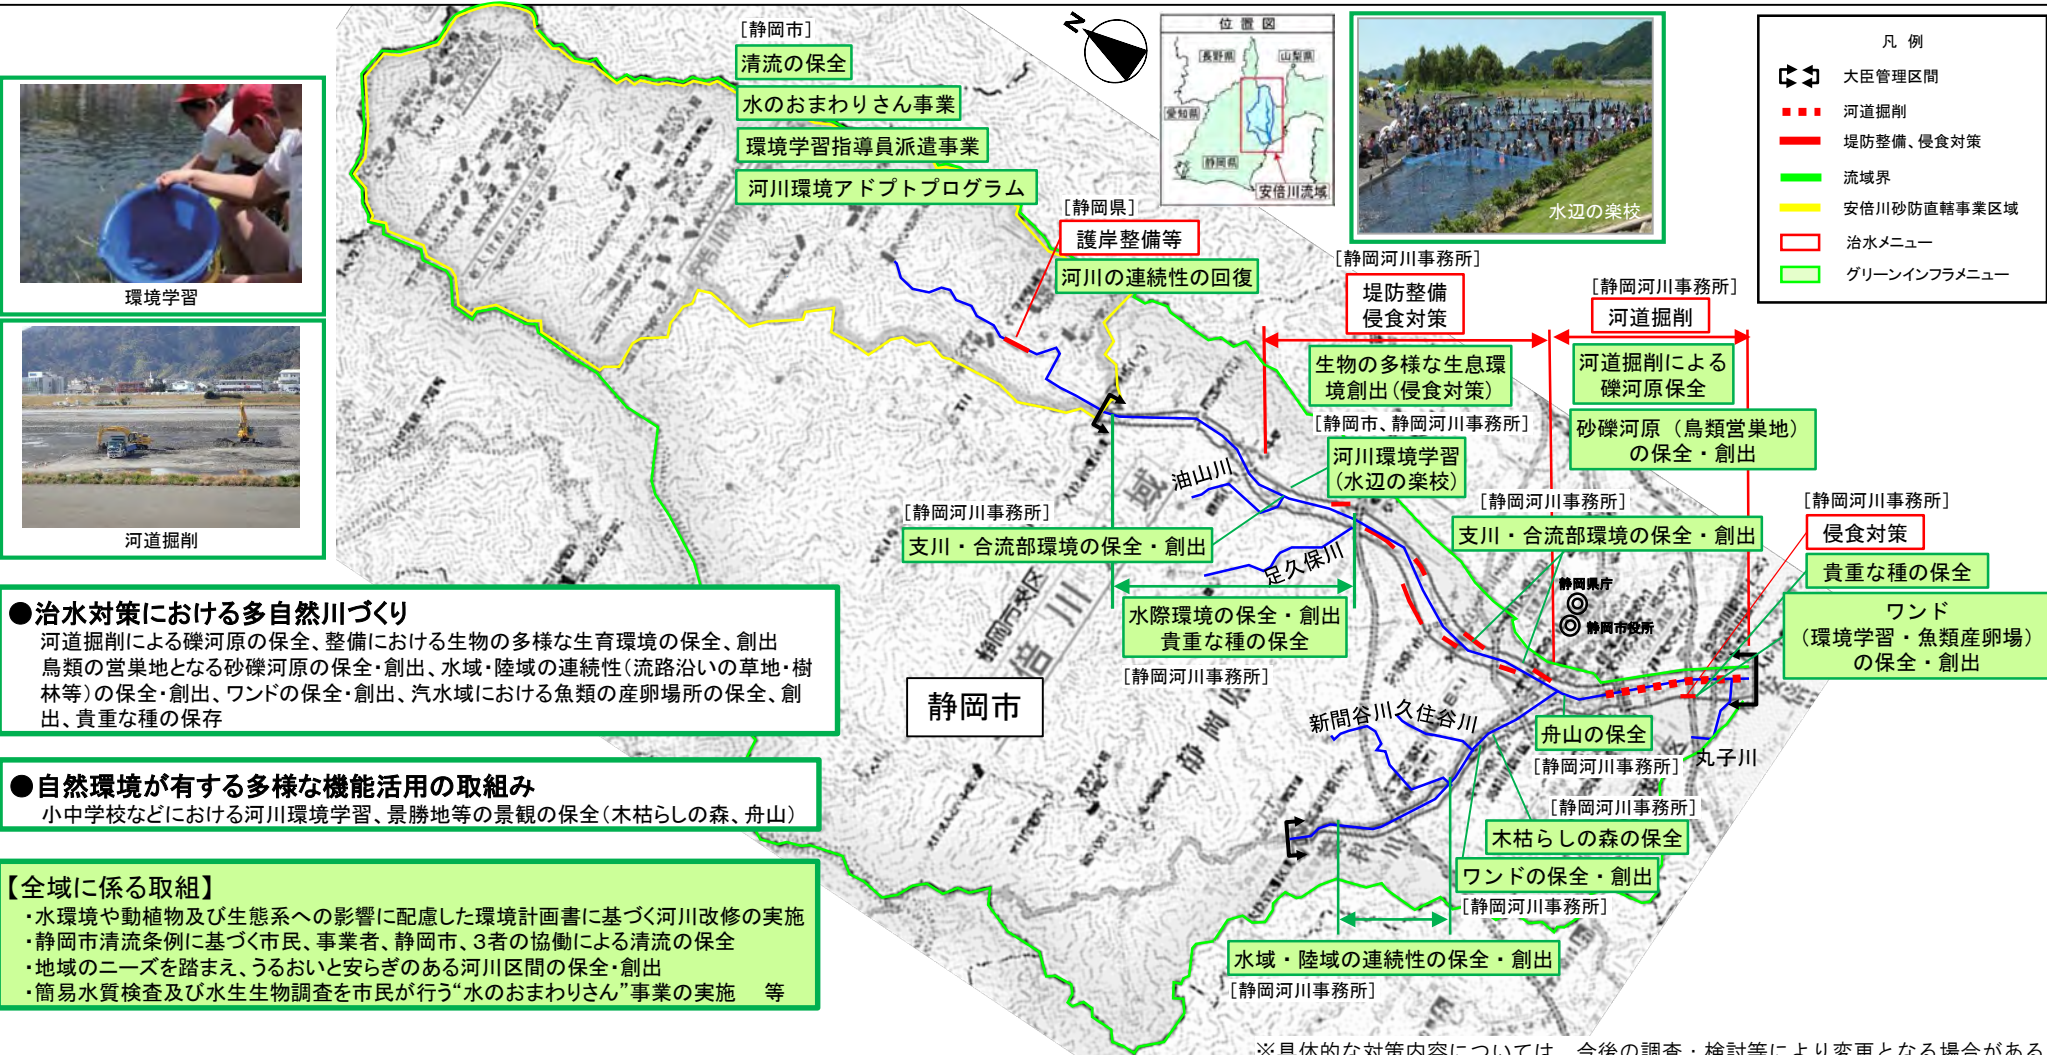 [静岡市]
清流の保全
水のおまわりさん事業
環境学習指導員派遣事業
河川環境アドプトプログラム
N
位置図
長野県
山梨県
愛知県
静岡県
安倍川流域
水辺の楽校
凡 例
大臣管理区間
河道掘削
堤防整備、侵食対策
流域界
安倍川砂防直轄事業区域
治水メニュー
グリーンインフラメニュー
環境学習
河道掘削
[静岡県]
護岸整備等
河川の連続性の回復
[静岡河川事務所]
堤防整備
侵食対策
生物の多様な生息環
境創出(侵食対策)
[静岡河川事務所]
河道掘削
河道掘削による
礫河原保全
砂礫河原（鳥類営巣地）
の保全・創出
[静岡市、静岡河川事務所]
河川環境学習
(水辺の楽校)
油山川
[静岡河川事務所]
支川・合流部環境の保全・創出
足久保川
[静岡河川事務所]
支川・合流部環境の保全・創出
[静岡河川事務所]
侵食対策
貴重な種の保全
ワンド
（環境学習・魚類産卵場）
の保全・創出
静岡県庁
静岡市役所
水際環境の保全・創出
貴重な種の保全
[静岡河川事務所]
静岡市
新間谷川
久住谷川
舟山の保全
[静岡河川事務所]
丸子川
[静岡河川事務所]
木枯らしの森の保全
ワンドの保全・創出
[静岡河川事務所]
水域・陸域の連続性の保全・創出
[静岡河川事務所]
●治水対策における多自然川づくり
河道掘削による礫河原の保全、整備における生物の多様な生育環境の保全、創出
鳥類の営巣地となる砂礫河原の保全・創出、水域・陸域の連続性（流路沿いの草地・樹
林等）の保全・創出、ワンドの保全・創出、汽水域における魚類の産卵場所の保全、創
出、貴重な種の保存
●自然環境が有する多様な機能活用の取組み
小中学校などにおける河川環境学習、景勝地等の景観の保全（木枯らしの森、舟山）
【全域に係る取組】
・水環境や動植物及び生態系への影響に配慮した環境計画書に基づく河川改修の実施
・静岡市清流条例に基づく市民、事業者、静岡市、3者の協働による清流の保全
・地域のニーズを踏まえ、うるおいと安らぎのある河川区間の保全・創出
・簡易水質検査及び水生生物調査を市民が行う“水のおまわりさん”事業の実施　等
※具体的な対策内容については、今後の調査・検討等により変更となる場合がある